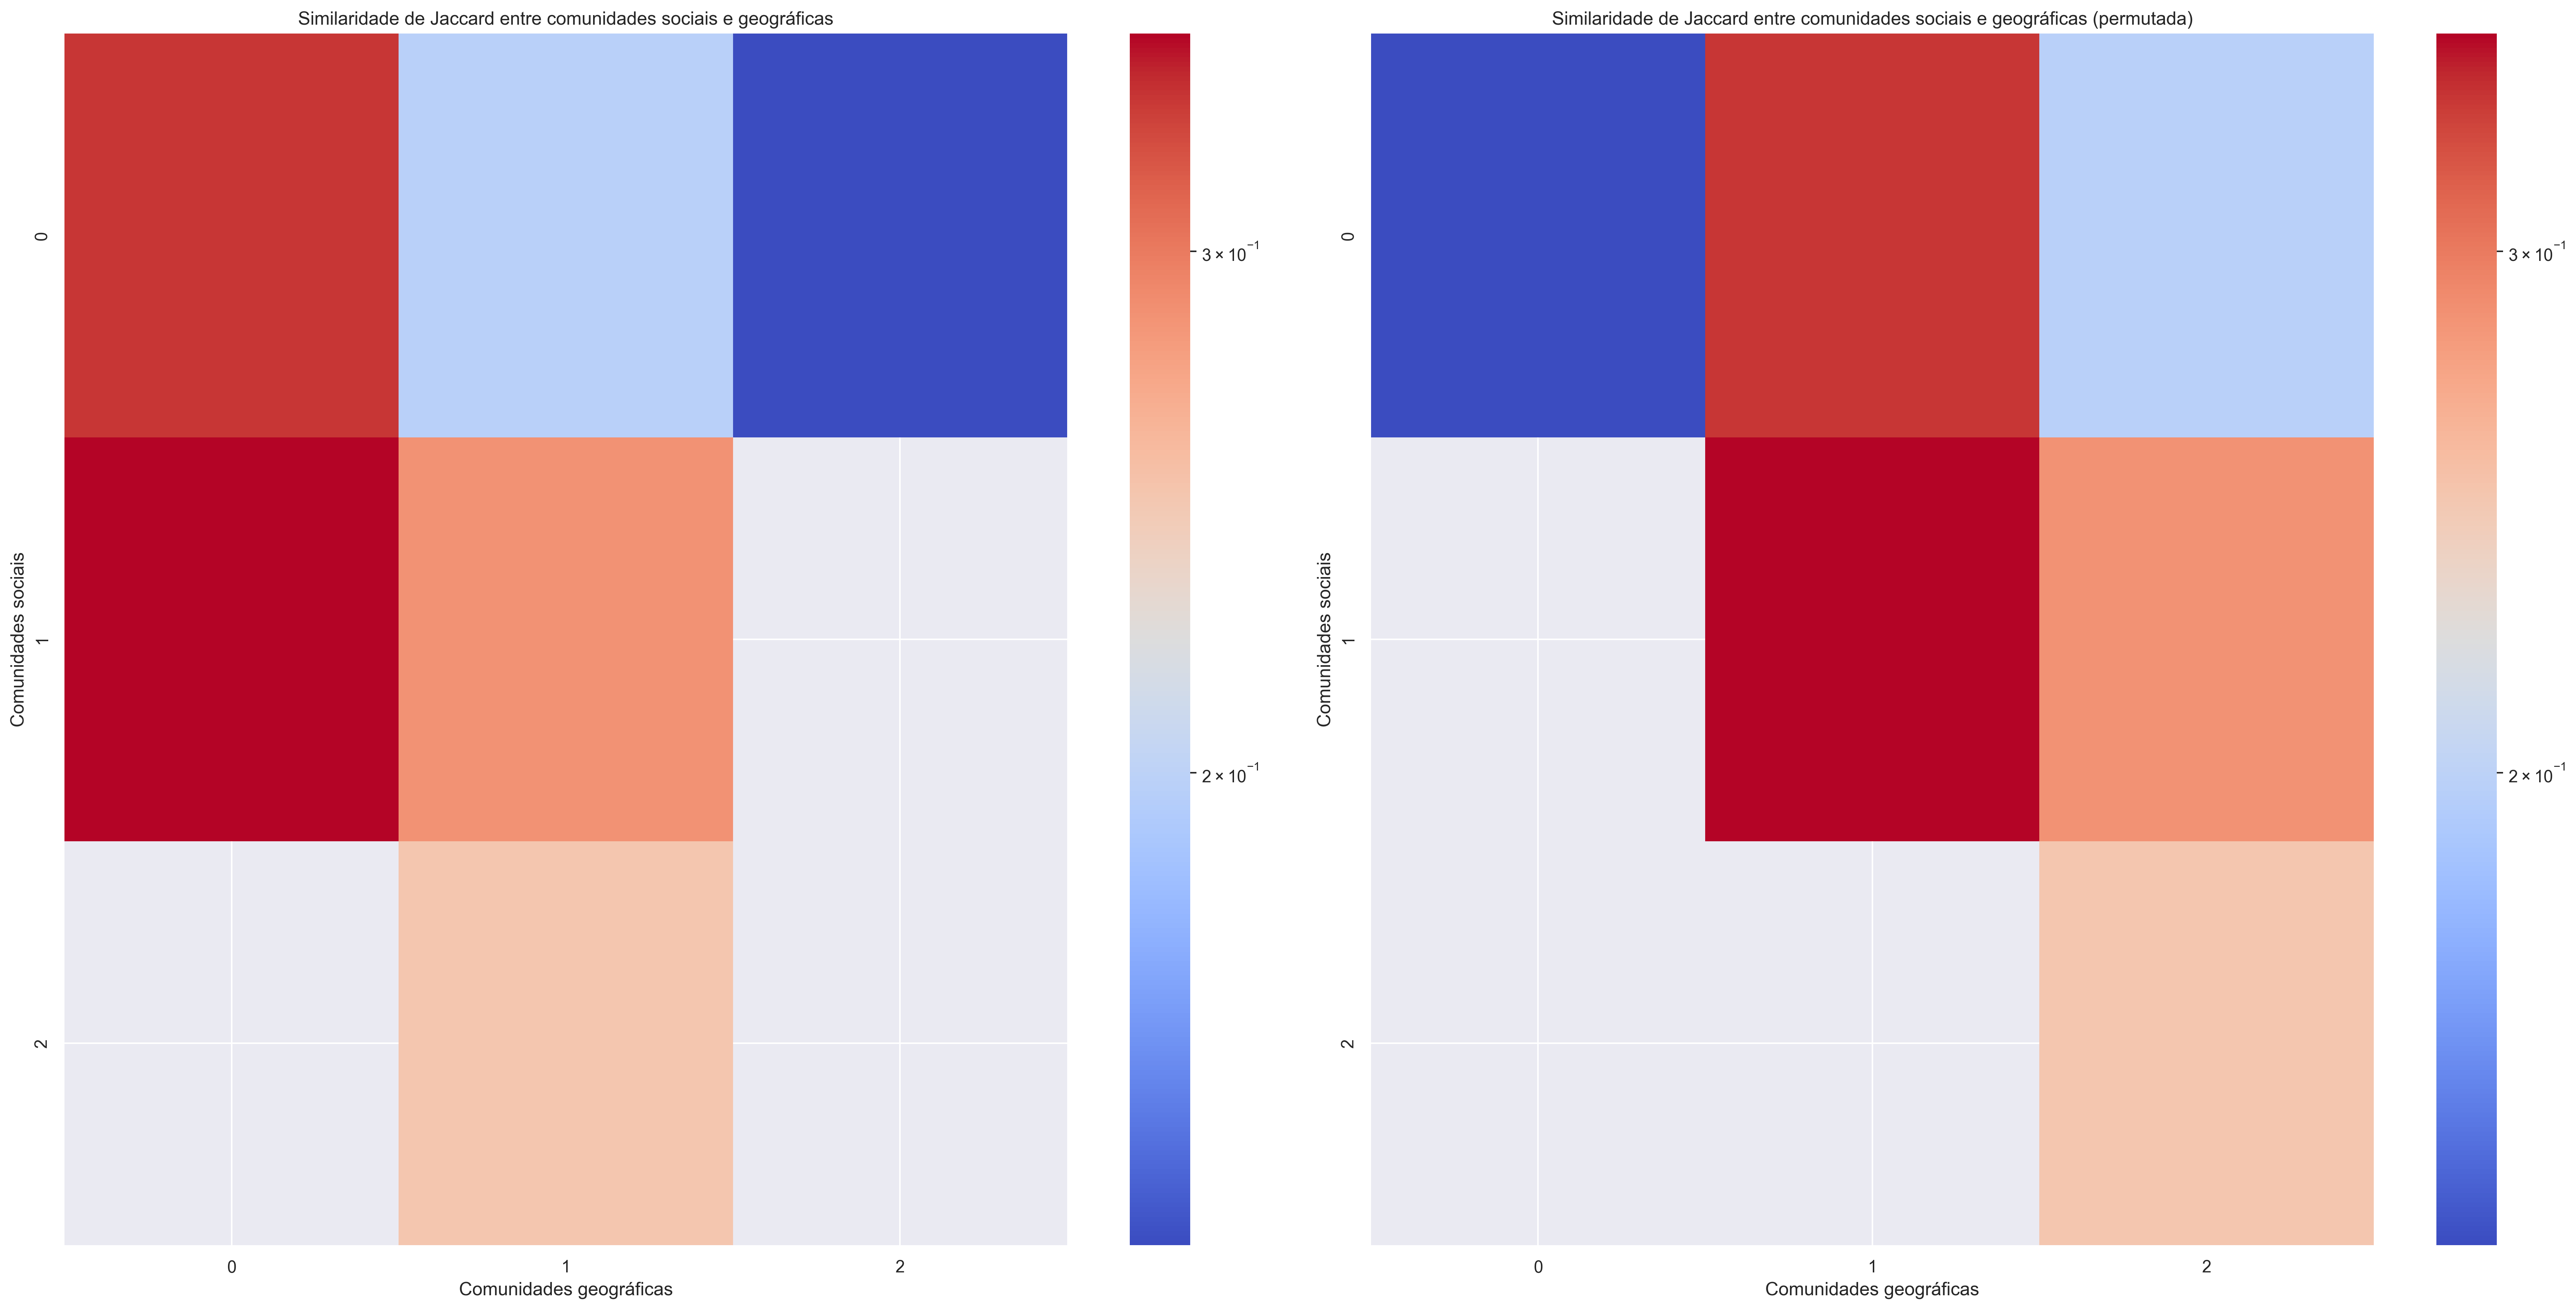 Similaridade de Jaccard entre comunidades sociais e geográficas
Comunidades sociais
0
1
2
0 1 2
Comunidades geográficas
3 × 10⁻¹
2 × 10⁻¹
Similaridade de Jaccard entre comunidades sociais e geográficas (permutada)
Comunidades sociais
0
1
2
0 1 2
Comunidades geográficas
3 × 10⁻¹
2 × 10⁻¹